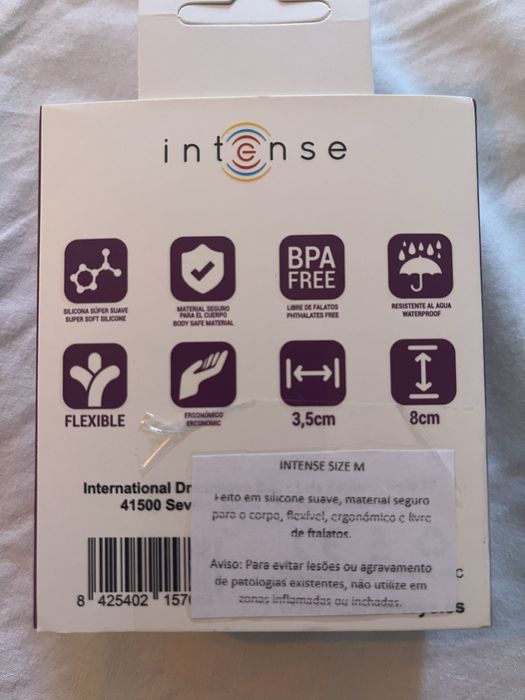 intense
SILICONA SÚPER SUAVE
SUPER SOFT SILICONE
MATERIAL SEGURO
PARA EL CUERPO
BODY SAFE MATERIAL
BPA
FREE
LIBRE DE FALATOS
PHTHALATES FREE
RESISTENTE AL AGUA
WATERPROOF
FLEXIBLE
ERGONÓMICO
ERGONOMIC
3,5cm
8cm
INTENSE SIZE M
Feito em silicone suave, material seguro
para o corpo, flexível, ergonómico e livre
de ftalatos.
Aviso: Para evitar lesões ou agravamento
de patologias existentes, não utilize em
zonas inflamadas ou inchadas.
International
41500
8 425402